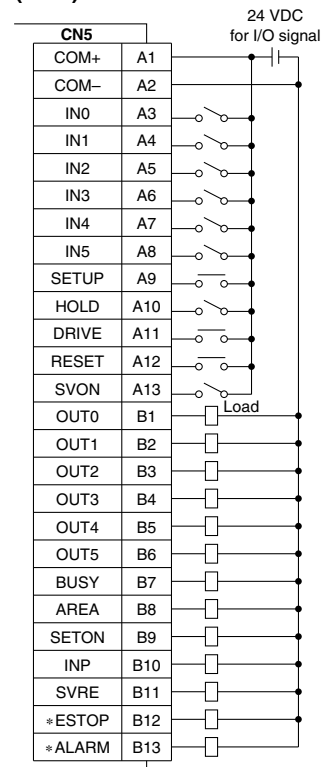 24 VDC
for I/O signal
CN5
COM+ A1
COM– A2
IN0 A3
IN1 A4
IN2 A5
IN3 A6
IN4 A7
IN5 A8
SETUP A9
HOLD A10
DRIVE A11
RESET A12
SVON A13
Load
OUT0 B1
OUT1 B2
OUT2 B3
OUT3 B4
OUT4 B5
OUT5 B6
BUSY B7
AREA B8
SETON B9
INP B10
SVRE B11
∗ESTOP B12
∗ALARM B13